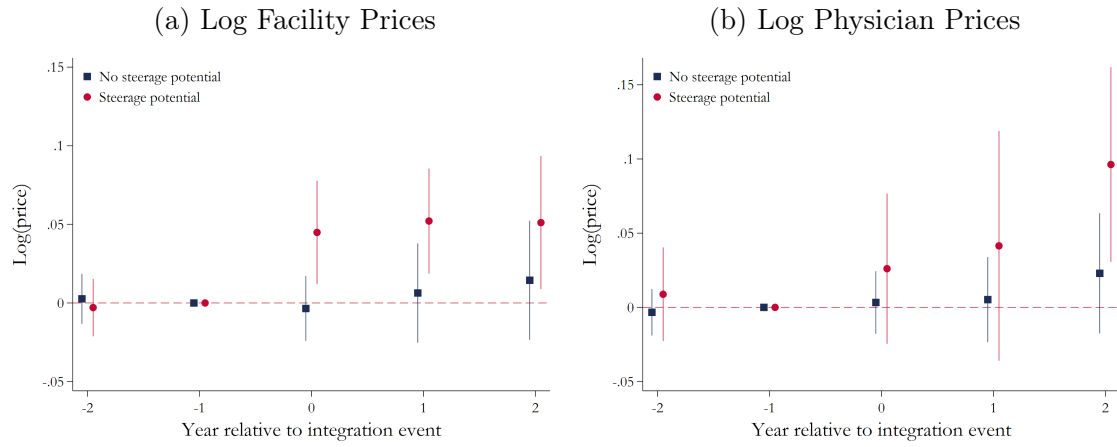 (a) Log Facility Prices
.15
.1
.05
0
-.05
Log(price)
No steerage potential
Steerage potential
-2
-1
0
1
2
Year relative to integration event
(b) Log Physician Prices
.15
.1
.05
0
-.05
Log(price)
No steerage potential
Steerage potential
-2
-1
0
1
2
Year relative to integration event